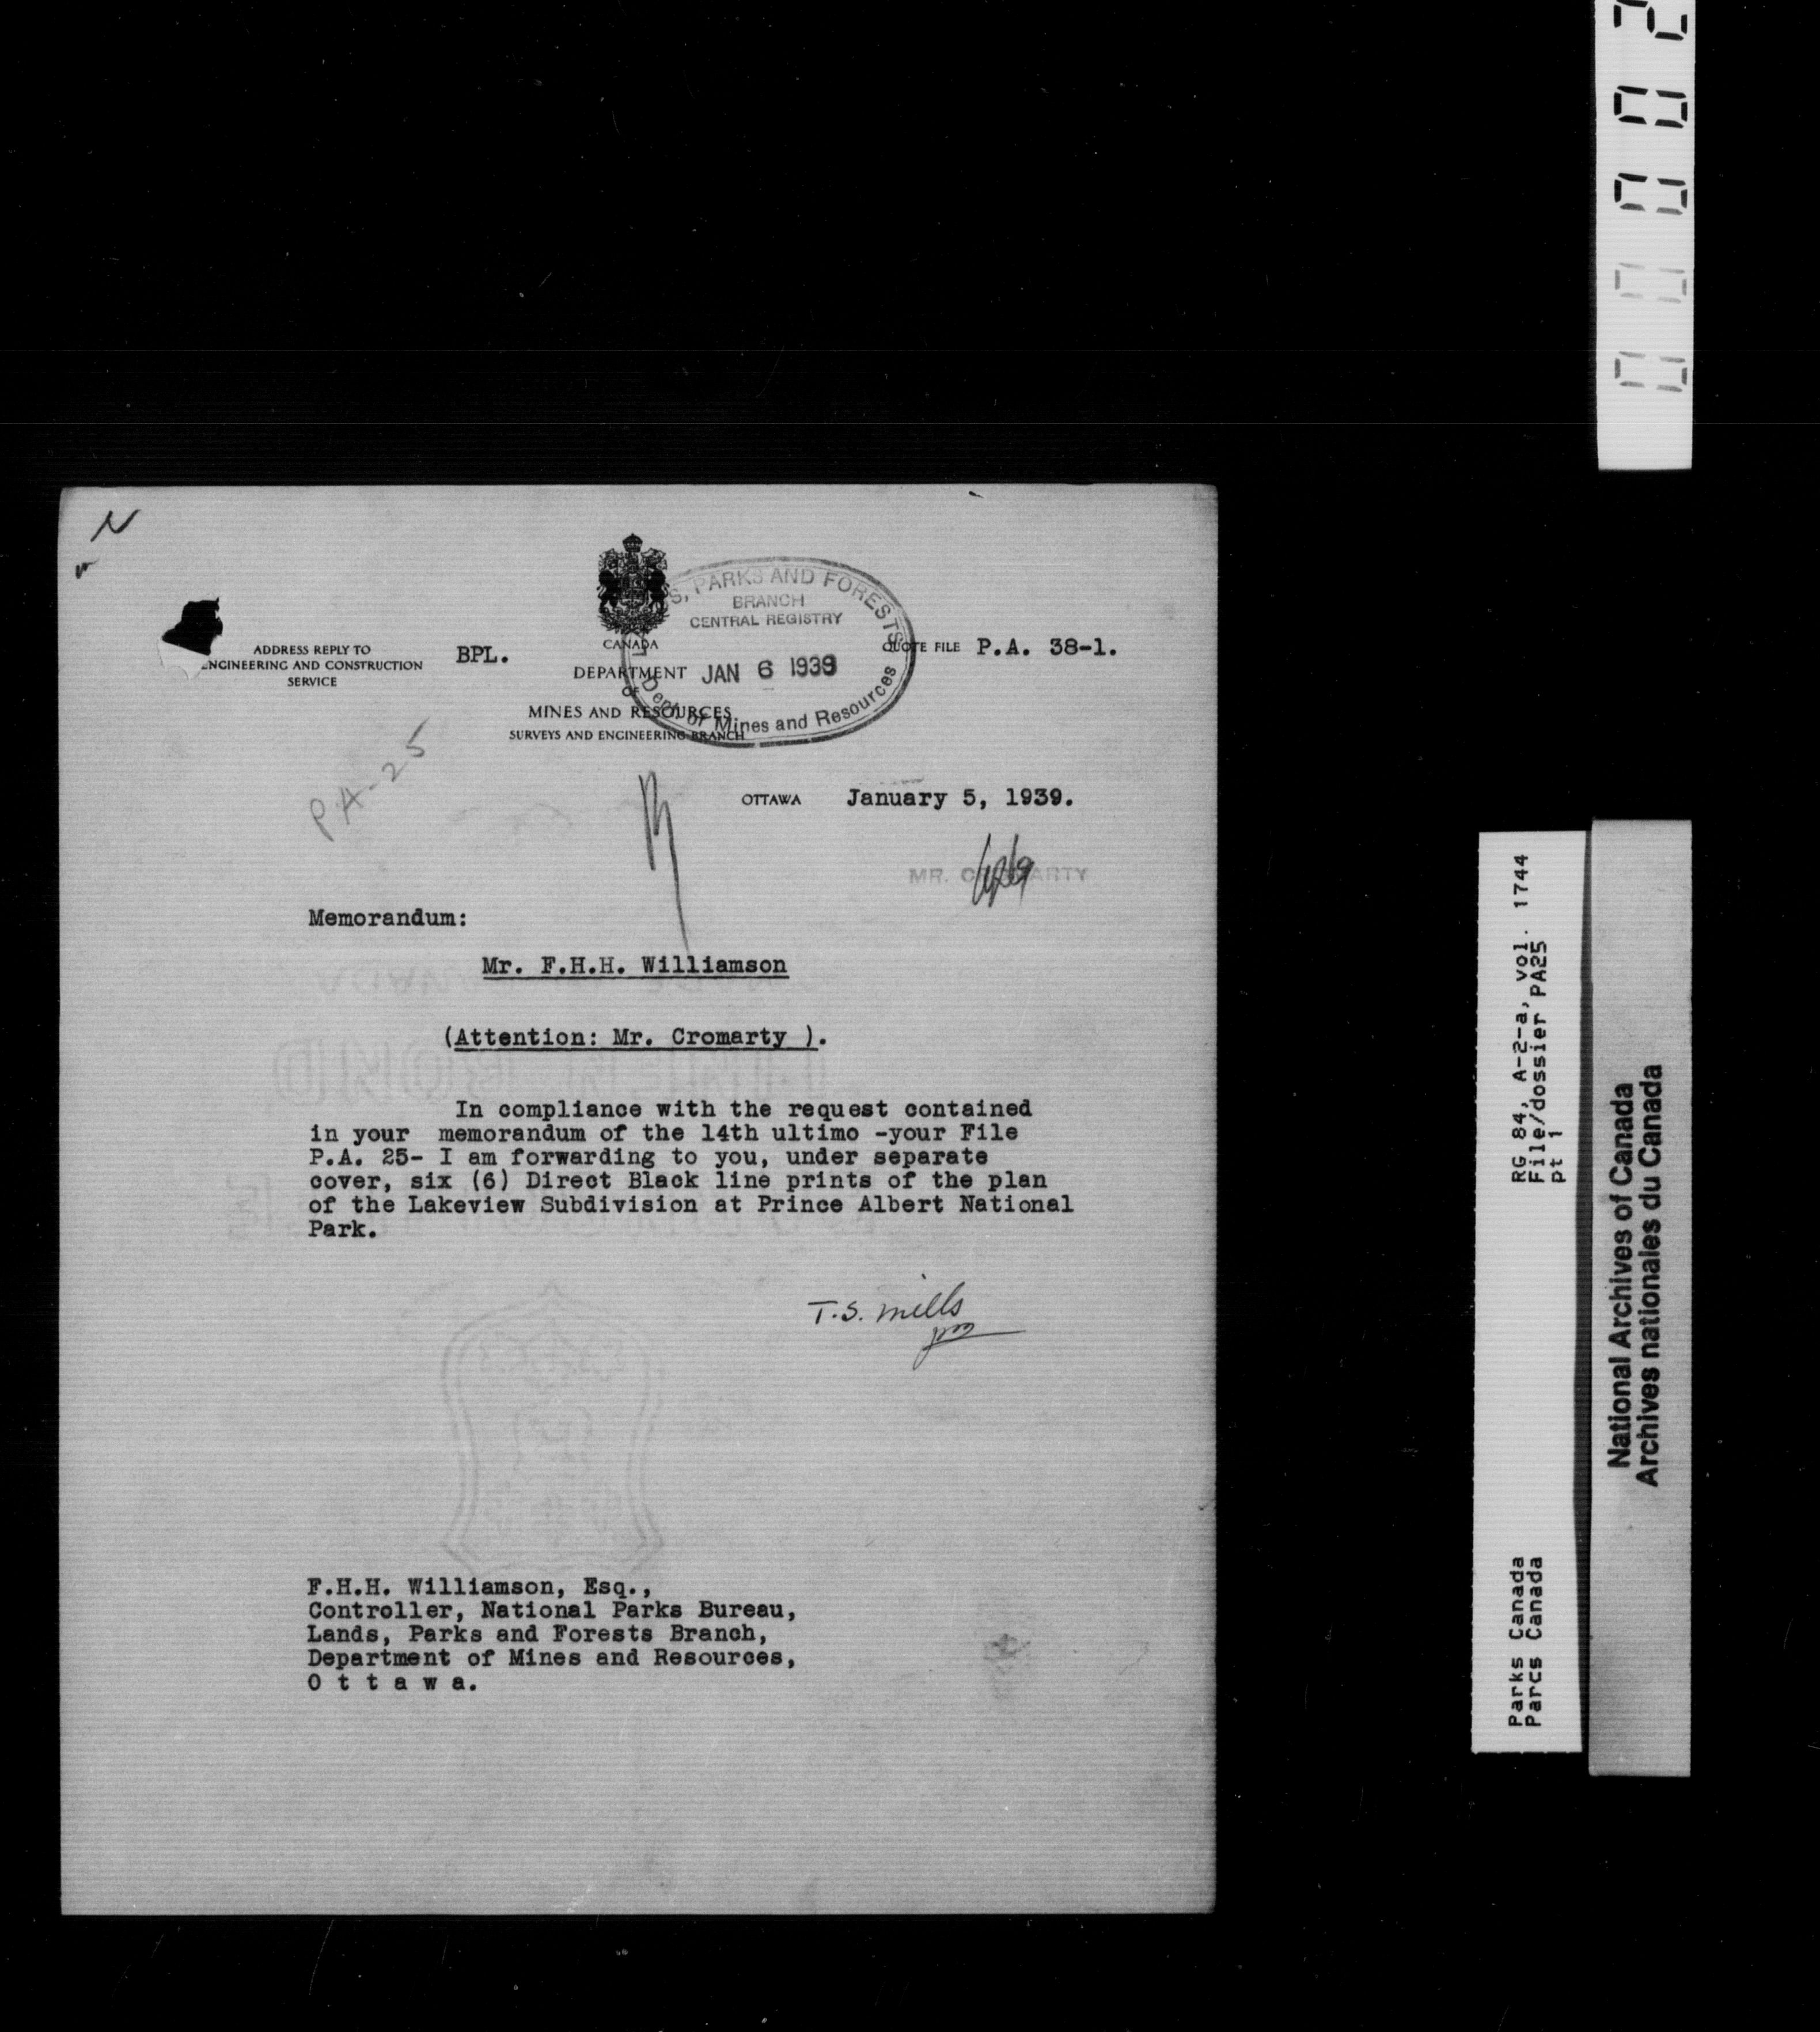 S, PARKS AND FORESTS
BRANCH
CENTRAL REGISTRY
JAN 6 1939
Dept. of Mines and Resources
ADDRESS REPLY TO
ENGINEERING AND CONSTRUCTION
SERVICE
BPL.
CANADA
DEPARTMENT
OF
MINES AND RESOURCES
SURVEYS AND ENGINEERING BRANCH
QUOTE FILE P.A. 38-1.
PA-25
OTTAWA January 5, 1939.
MR. CROMARTY
Memorandum:
Mr. F.H.H. Williamson
(Attention: Mr. Cromarty ).
In compliance with the request contained
in your memorandum of the 14th ultimo -your File
P.A. 25- I am forwarding to you, under separate
cover, six (6) Direct Black line prints of the plan
of the Lakeview Subdivision at Prince Albert National
Park.
T.S. Mills
F.H.H. Williamson, Esq.,
Controller, National Parks Bureau,
Lands, Parks and Forests Branch,
Department of Mines and Resources,
O t t a w a.
RG 84, A-2-a, vol. 1744
File/dossier PA25
pt 1
Parks Canada
Parcs Canada
National Archives of Canada
Archives nationales du Canada